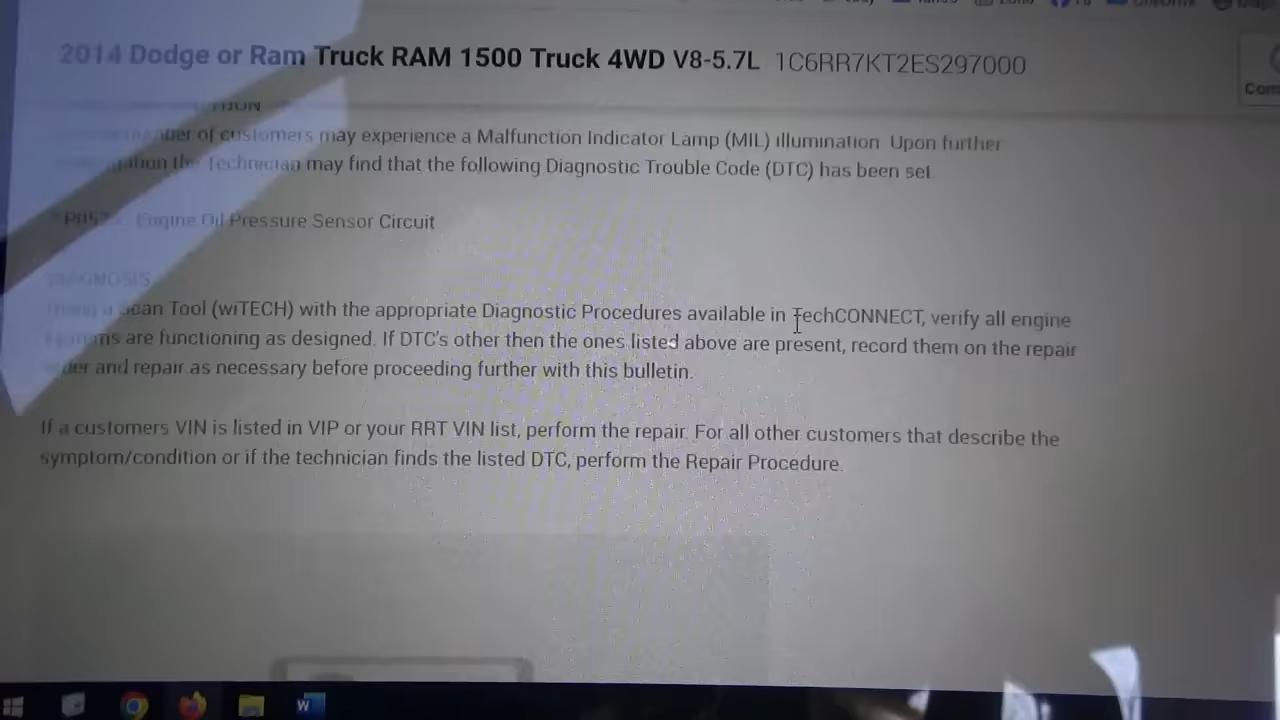 2014 Dodge or Ram Truck RAM 1500 Truck 4WD V8-5.7L 1C6RR7KT2ES297000
Com
of customers may experience a Malfunction Indicator Lamp (MIL) illumination Upon further
the Technician may find that the following Diagnostic Trouble Code (DTC) has been set
Engine Oil Pressure Sensor Circuit
DIAGNOSIS
Using a Scan Tool (wiTECH) with the appropriate Diagnostic Procedures available in TechCONNECT, verify all engine
are functioning as designed. If DTC's other then the ones listed above are present, record them on the repair
and repair as necessary before proceeding further with this bulletin.
If a customers VIN is listed in VIP or your RRT VIN list, perform the repair. For all other customers that describe the
symptom/condition or if the technician finds the listed DTC, perform the Repair Procedure.
W